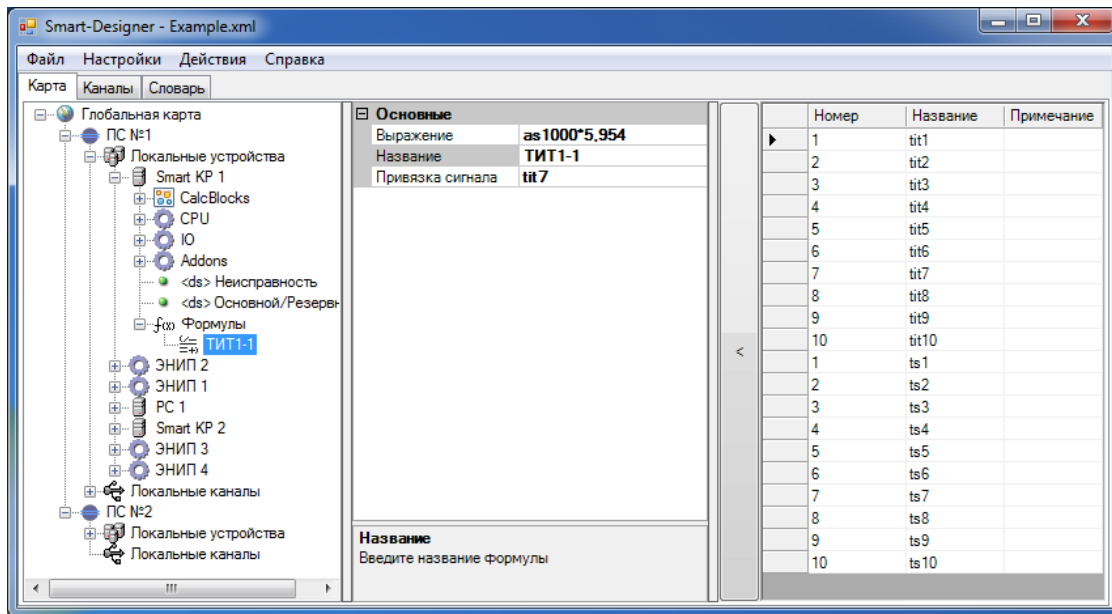 Smart-Designer - Example.xml
Файл Настройки Действия Справка
Карта Каналы Словарь
Глобальная карта
ПС №1
Локальные устройства
Smart KP 1
CalcBlocks
CPU
IO
Addons
<ds> Неисправность
<ds> Основной/Резервн
Формулы
ТИТ1-1
ЭНИП 2
ЭНИП 1
PC 1
Smart KP 2
ЭНИП 3
ЭНИП 4
Локальные каналы
ПС №2
Локальные устройства
Локальные каналы
Основные
Выражение as1000*5,954
Название ТИТ1-1
Привязка сигнала tit7
Название
Введите название формулы
<
Номер Название Примечание
1 tit1
2 tit2
3 tit3
4 tit4
5 tit5
6 tit6
7 tit7
8 tit8
9 tit9
10 tit10
1 ts1
2 ts2
3 ts3
4 ts4
5 ts5
6 ts6
7 ts7
8 ts8
9 ts9
10 ts10